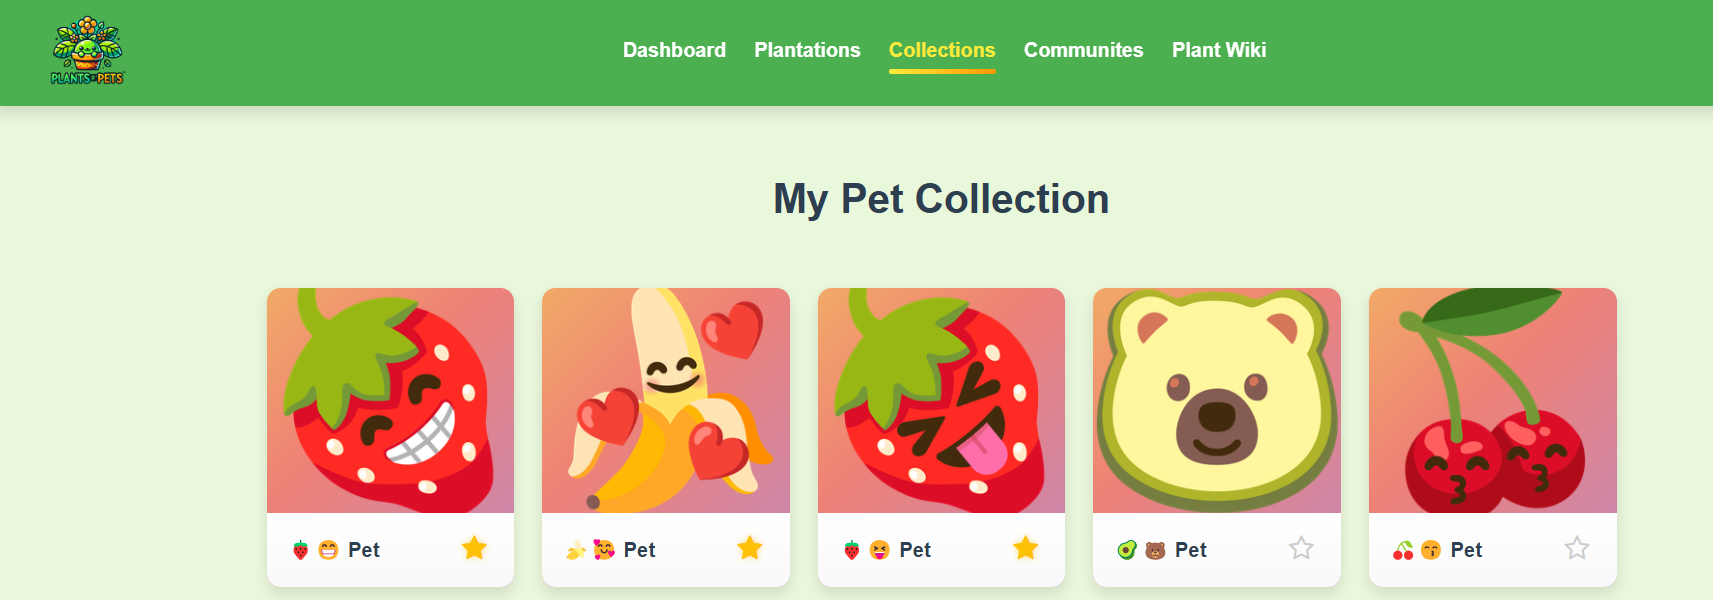 PLANTS PETS
Dashboard Plantations Collections Communites Plant Wiki
My Pet Collection
🍓 😁 Pet
🍌 🥰 Pet
🍓 😝 Pet
🥑 🐻 Pet
🍒 😙 Pet